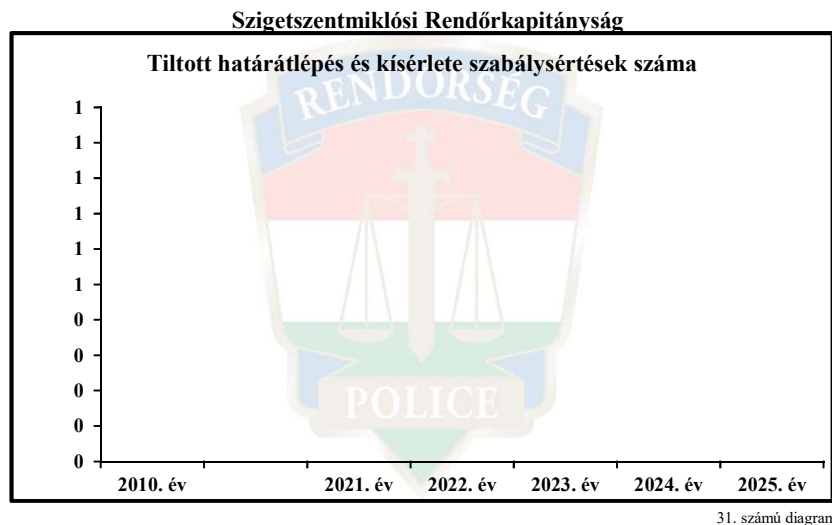 Szigetszentmiklósi Rendőrkapitányság
Tiltott határátlépés és kísérlete szabálysértések száma
RENDŐRSÉG
1
1
1
1
1
1
0
0
0
0
0
POLICE
2010. év 2021. év 2022. év 2023. év 2024. év 2025. év
31. számú diagram